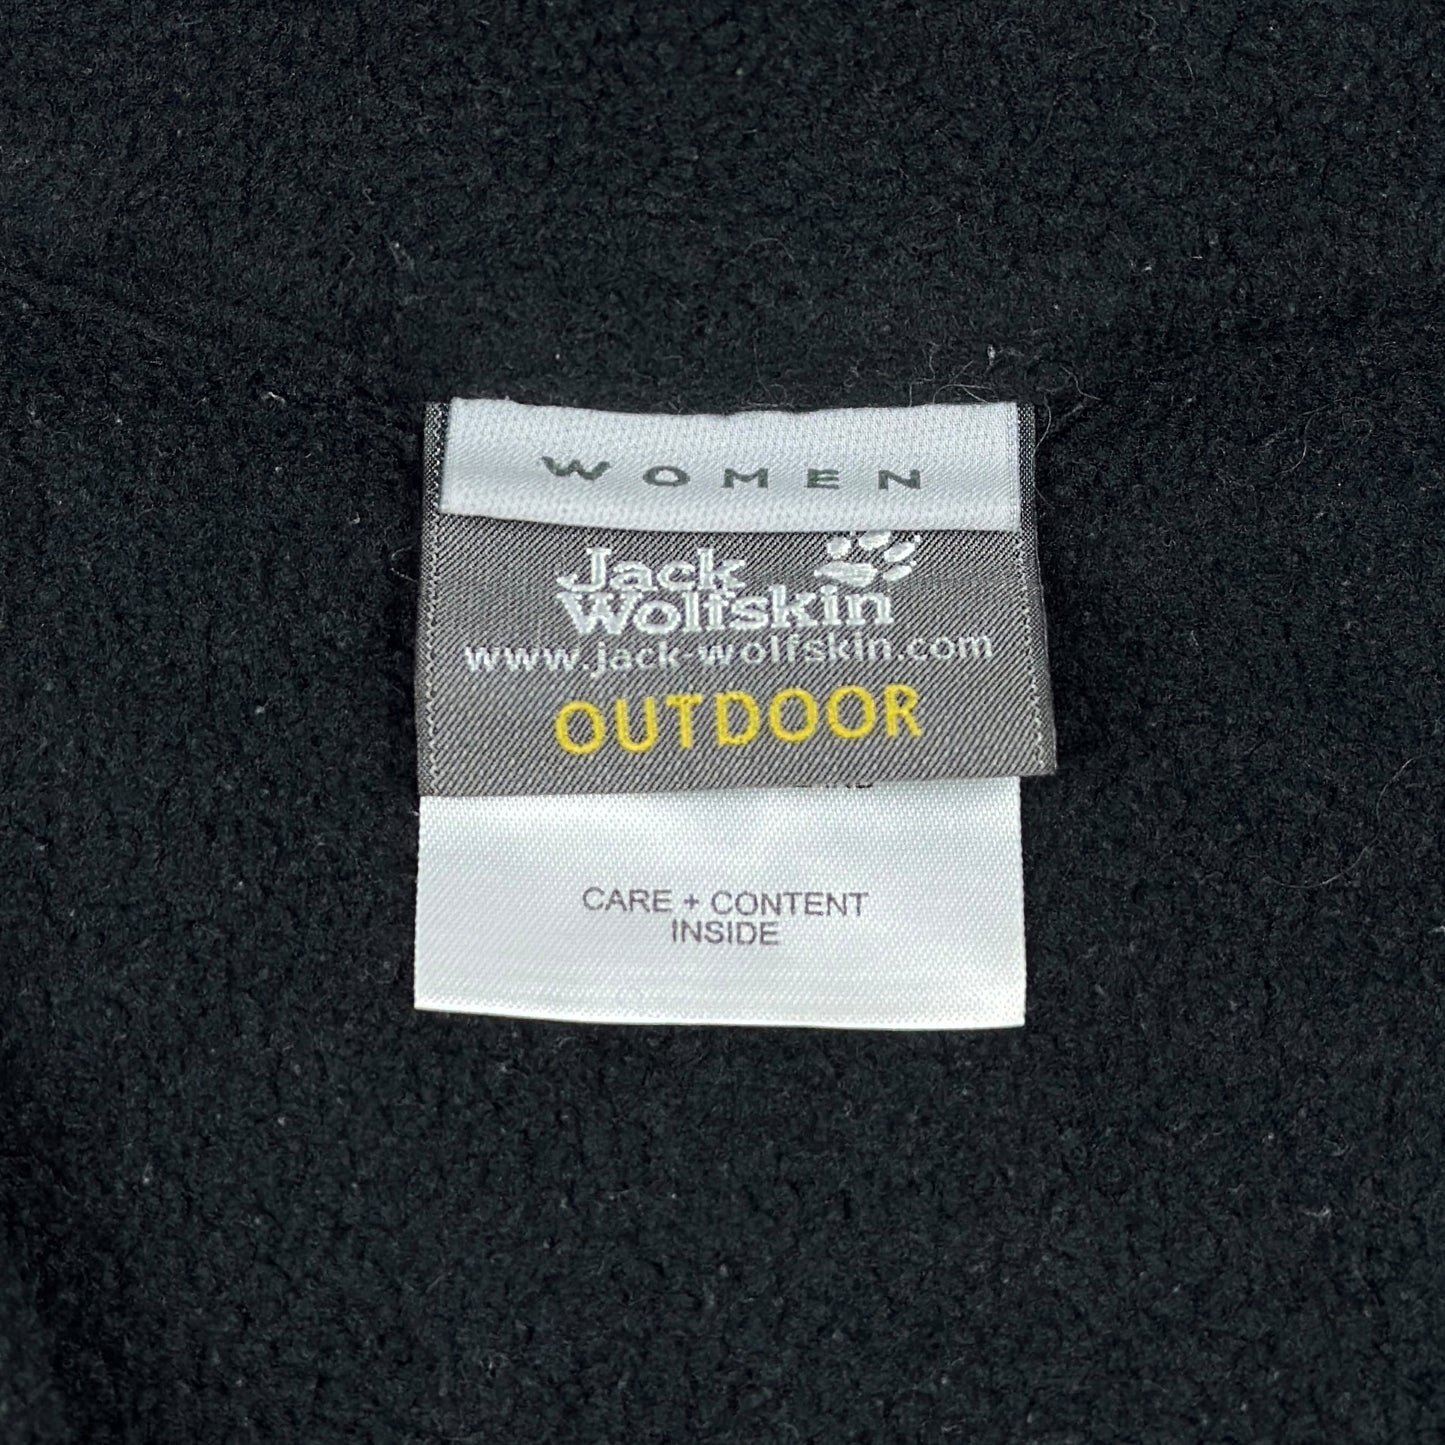 WOMEN
Jack
Wolfskin
www.jack-wolfskin.com
OUTDOOR
CARE + CONTENT
INSIDE